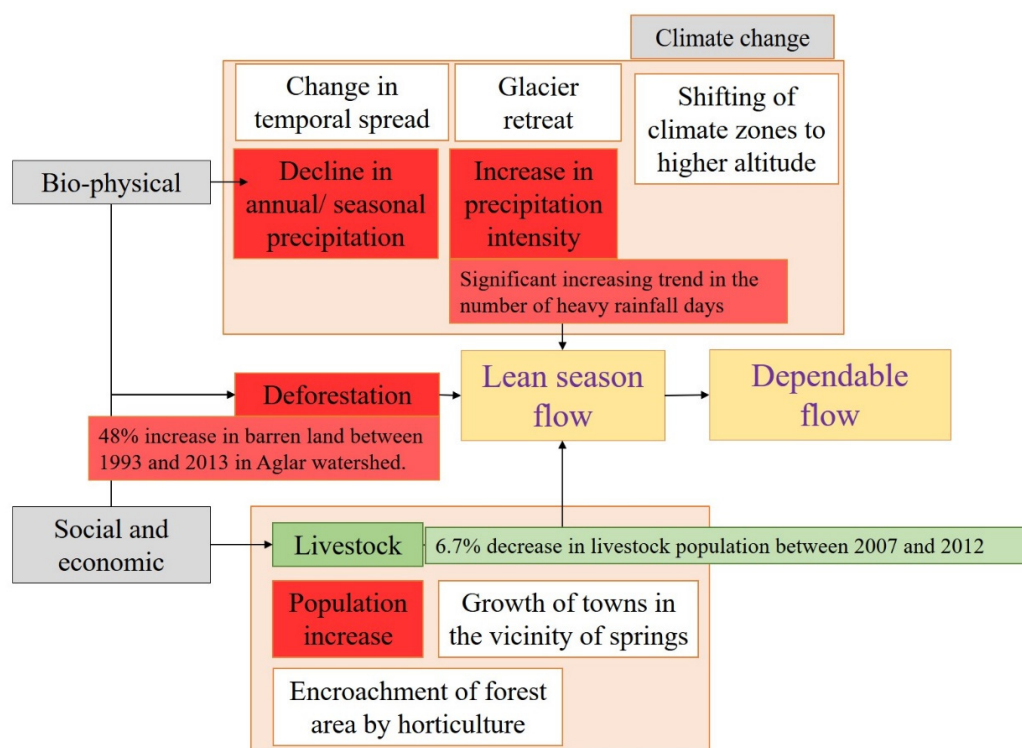 Climate change
Change in
temporal spread
Glacier
retreat
Shifting of
climate zones to
higher altitude
Bio-physical
Decline in
annual/ seasonal
precipitation
Increase in
precipitation
intensity
Significant increasing trend in the
number of heavy rainfall days
Deforestation
48% increase in barren land between
1993 and 2013 in Aglar watershed.
Lean season
flow
Dependable
flow
Social and
economic
Livestock
6.7% decrease in livestock population between 2007 and 2012
Population
increase
Growth of towns in
the vicinity of springs
Encroachment of forest
area by horticulture